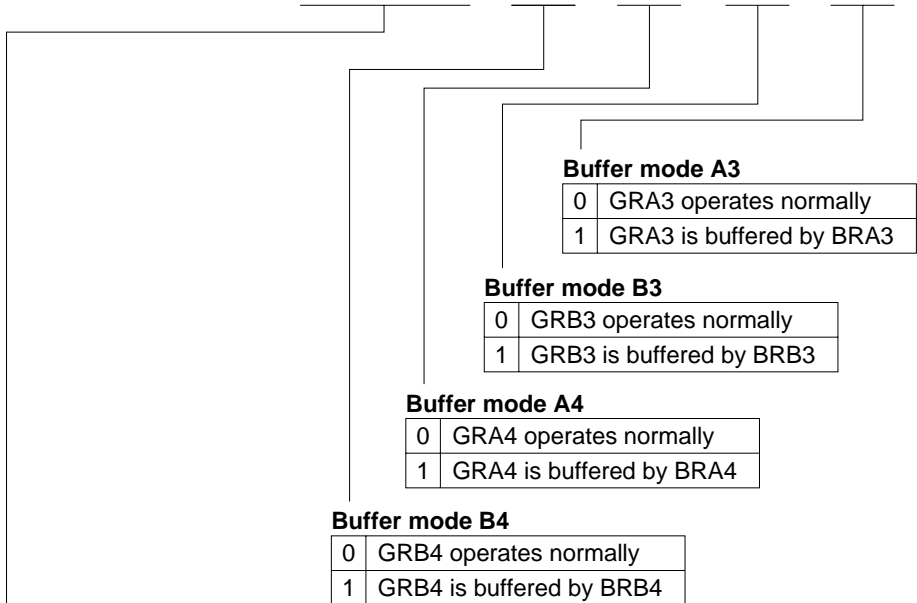 Buffer mode A3
0 GRA3 operates normally
1 GRA3 is buffered by BRA3
Buffer mode B3
0 GRB3 operates normally
1 GRB3 is buffered by BRB3
Buffer mode A4
0 GRA4 operates normally
1 GRA4 is buffered by BRA4
Buffer mode B4
0 GRB4 operates normally
1 GRB4 is buffered by BRB4